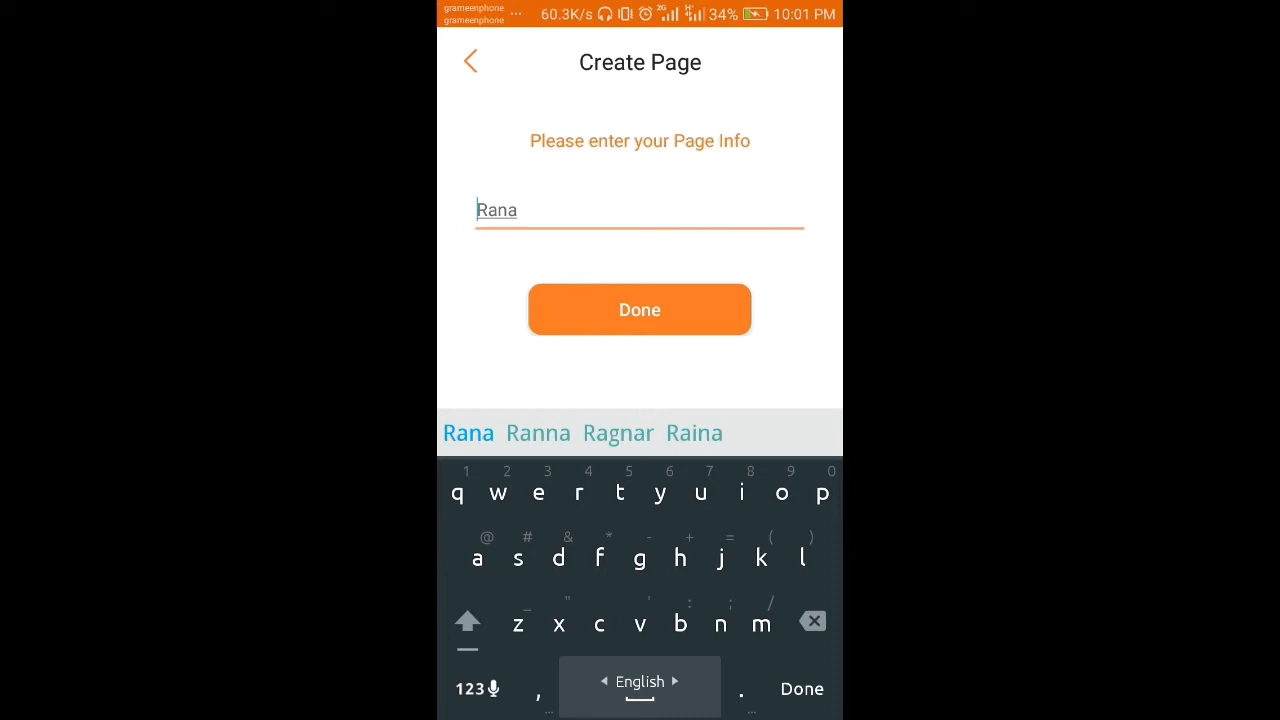 grameenphone
grameenphone ... 60.3K/s 2G H+ 34% 10:01 PM
Create Page
Please enter your Page Info
Rana
Done
Rana Ranna Ragnar Raina
1 2 3 4 5 6 7 8 9 0
q w e r t y u i o p
@ # & * - + = ( )
a s d f g h j k l
_ " ' : ; /
z x c v b n m
123 , English . Done